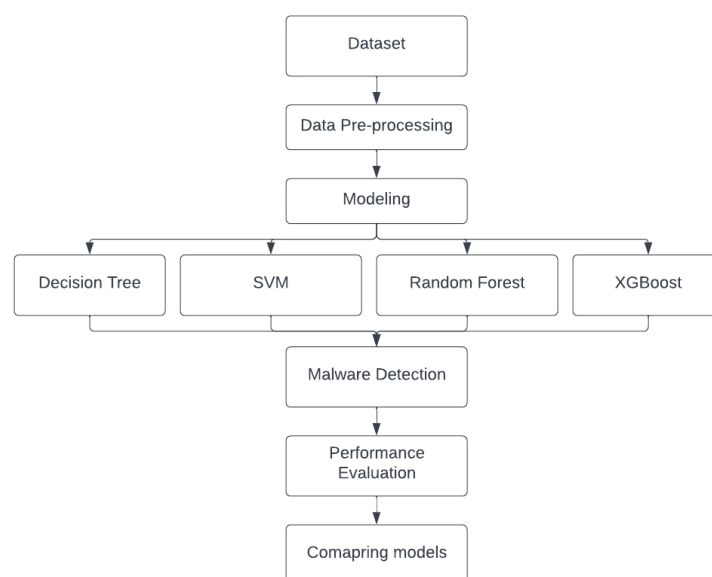 Dataset
Data Pre-processing
Modeling
Decision Tree
SVM
Random Forest
XGBoost
Malware Detection
Performance
Evaluation
Comapring models